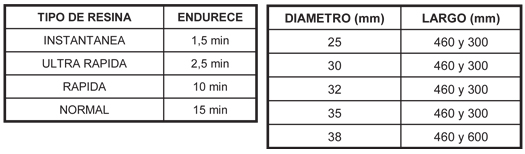 TIPO DE RESINA ENDURECE
INSTANTANEA 1,5 min
ULTRA RAPIDA 2,5 min
RAPIDA 10 min
NORMAL 15 min
DIAMETRO (mm) LARGO (mm)
25 460 y 300
30 460 y 300
32 460 y 300
35 460 y 300
38 460 y 600